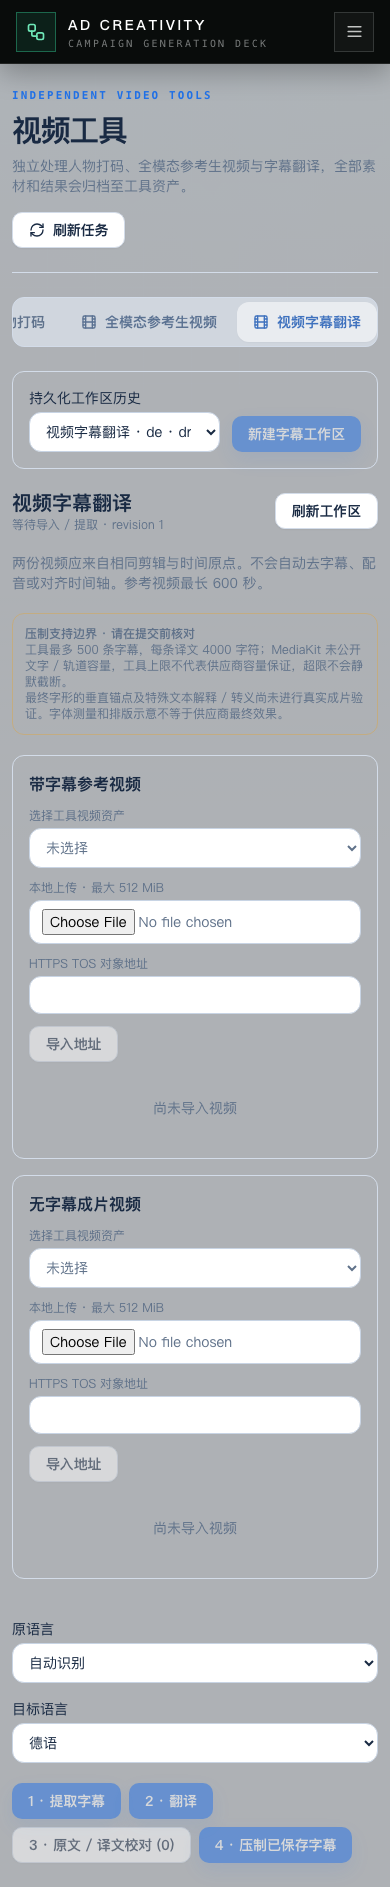 AD CREATIVITY
CAMPAIGN GENERATION DECK
INDEPENDENT VIDEO TOOLS
视频工具
独立处理人物打码、全模态参考生视频与字幕翻译，全部素
材和结果会归档至工具资产。
刷新任务
打码 全模态参考生视频 视频字幕翻译
持久化工作区历史
视频字幕翻译 · de · dr 新建字幕工作区
视频字幕翻译
等待导入 / 提取 · revision 1
刷新工作区
两份视频应来自相同剪辑与时间原点。不会自动去字幕、配
音或对齐时间轴。参考视频最长 600 秒。
压制支持边界 · 请在提交前核对
工具最多 500 条字幕，每条译文 4000 字符；MediaKit 未公开
文字 / 轨道容量，工具上限不代表供应商容量保证，超限不会静
默截断。
最终字形的垂直锚点及特殊文本解释 / 转义尚未进行真实成片验
证。字体测量和排版示意不等于供应商最终效果。
带字幕参考视频
选择工具视频资产
未选择
本地上传 · 最大 512 MiB
Choose File No file chosen
HTTPS TOS 对象地址
导入地址
尚未导入视频
无字幕成片视频
选择工具视频资产
未选择
本地上传 · 最大 512 MiB
Choose File No file chosen
HTTPS TOS 对象地址
导入地址
尚未导入视频
原语言
自动识别
目标语言
德语
1 · 提取字幕 2 · 翻译
3 · 原文 / 译文校对 (0) 4 · 压制已保存字幕